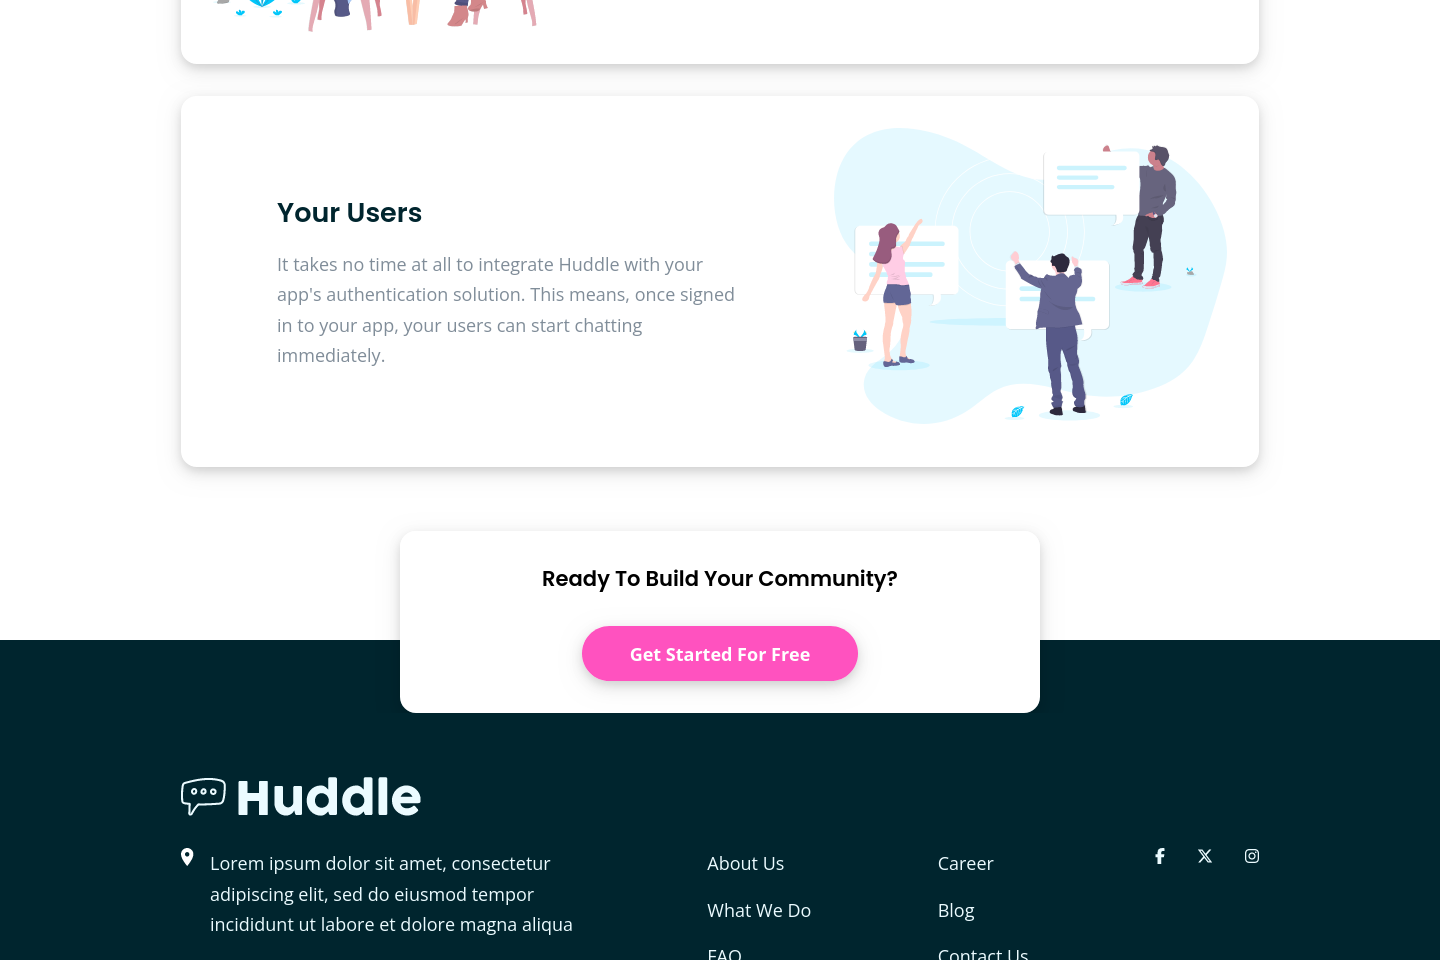 Your Users
It takes no time at all to integrate Huddle with your
app's authentication solution. This means, once signed
in to your app, your users can start chatting
immediately.
Ready To Build Your Community?
Get Started For Free
Huddle
Lorem ipsum dolor sit amet, consectetur
adipiscing elit, sed do eiusmod tempor
incididunt ut labore et dolore magna aliqua
About Us
What We Do
FAQ
Career
Blog
Contact Us